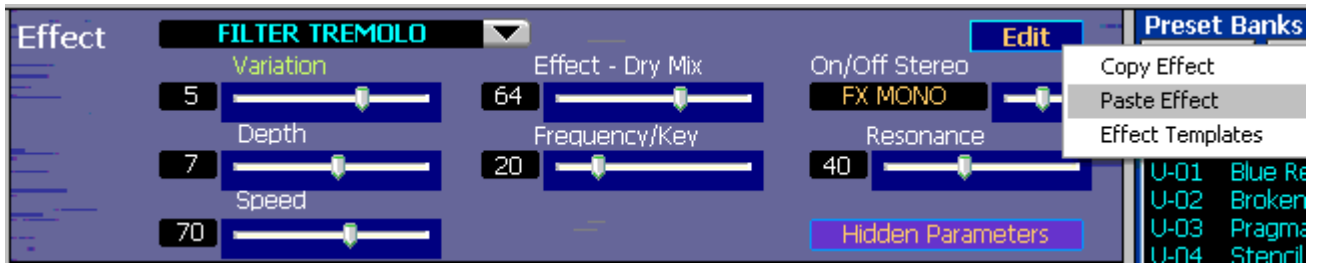 Effect
FILTER TREMOLO
Edit
Preset Banks
Copy Effect
Paste Effect
Effect Templates
Variation
Effect - Dry Mix
On/Off Stereo
5
64
FX MONO
Depth
Frequency/Key
Resonance
7
20
40
Speed
70
Hidden Parameters
U-01 Blue Re
U-02 Broken
U-03 Pragma
U-04 Stencil